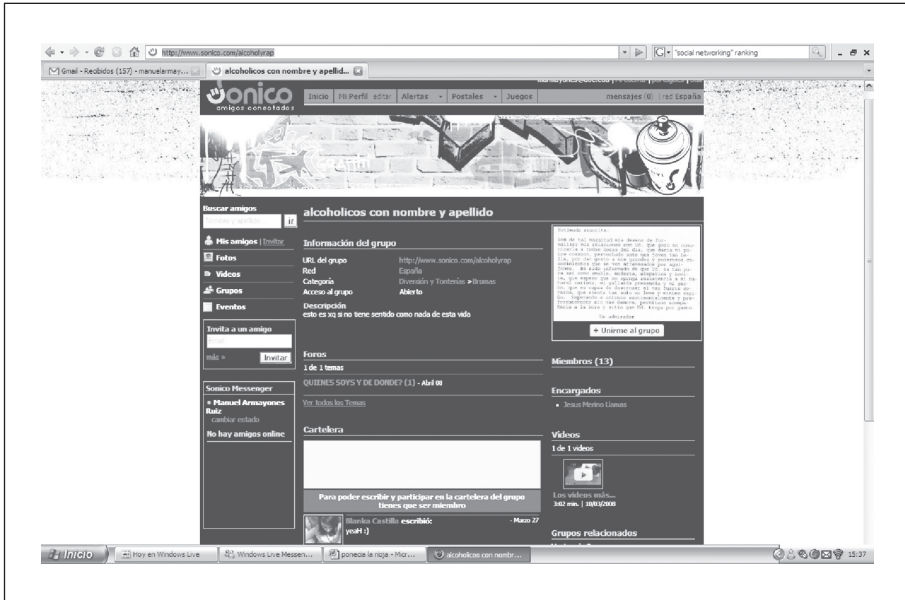 http://www.sonico.com/alcoholyrap
"social networking" ranking
Gmail - Recibidos (157) - manuelarmay...
alcoholicos con nombre y apellid...
sonico
amigos conectados
Inicio Mi Perfil editar Alertas Postales Juegos mensajes (0) red España
Buscar amigos
Nombre y apellido ir
Mis amigos | Invitar
Fotos
Videos
Grupos
Eventos
Invita a un amigo
más » Invitar
Sonico Messenger
Manuel Armayones
Ruiz
cambiar estado
No hay amigos online
alcoholicos con nombre y apellido
Información del grupo
URL del grupo http://www.sonico.com/alcoholyrap
Red España
Categoría Diversión y Tonterías > Bromas
Acceso al grupo Abierto
Descripción
esto es xq si no tiene sentido como nada de esta vida
Foros
1 de 1 temas
QUIENES SOYS Y DE DONDE? (1) - Abril 08
Ver todos los Temas
Cartelera
Para poder escribir y participar en la cartelera del grupo
tienes que ser miembro
Blanka Castilla escribió: - Marzo 27
yeaH :)
+ Unirme al grupo
Miembros (13)
Encargados
Jesus Merino Llamas
Videos
1 de 1 videos
Los videos más...
3:02 min. | 10/03/2008
Grupos relacionados
Inicio
Hoy en Windows Live
Windows Live Messen...
ponecia la rioja - Micr...
alcoholicos con nombr...
15:37